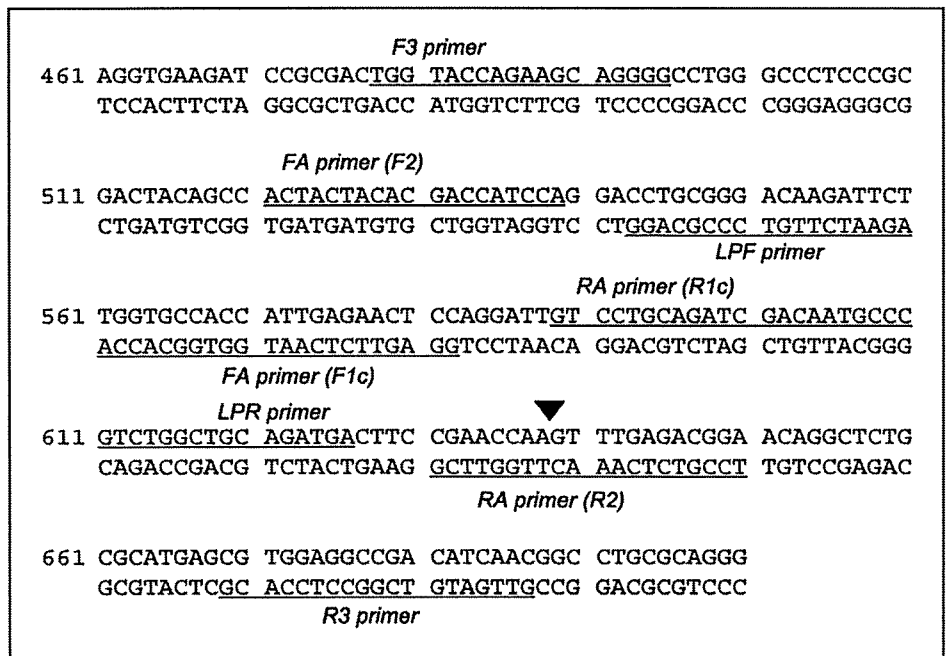 F3 primer
461 AGGTGAAGAT CCGCGACTGG TACCAGAAGC AGGGGCCTGG GCCCTCCCGC
TCCACTTCTA GGCGCTGACC ATGGTCTTCG TCCCCGGACC CGGGAGGGCG
FA primer (F2)
511 GACTACAGCC ACTACTACAC GACCATCCAG GACCTGCGGG ACAAGATTCT
CTGATGTCGG TGATGATGTG CTGGTAGGTC CTGGACGCCC TGTTCTAAGA
LPF primer
RA primer (R1c)
561 TGGTGCCACC ATTGAGAACT CCAGGATTGT CCTGCAGATC GACAATGCCC
ACCACGGTGG TAACTCTTGA GGTCCTAACA GGACGTCTAG CTGTTACGGG
FA primer (F1c)
LPR primer
611 GTCTGGCTGC AGATGACTTC CGAACCAAGT TTGAGACGGA ACAGGCTCTG
CAGACCGACG TCTACTGAAG GCTTGGTTCA AACTCTGCCT TGTCCGAGAC
RA primer (R2)
661 CGCATGAGCG TGGAGGCCGA CATCAACGGC CTGCGCAGGG
GCGTACTCGC ACCTCCGGCT GTAGTTGCCG GACGCGTCCC
R3 primer